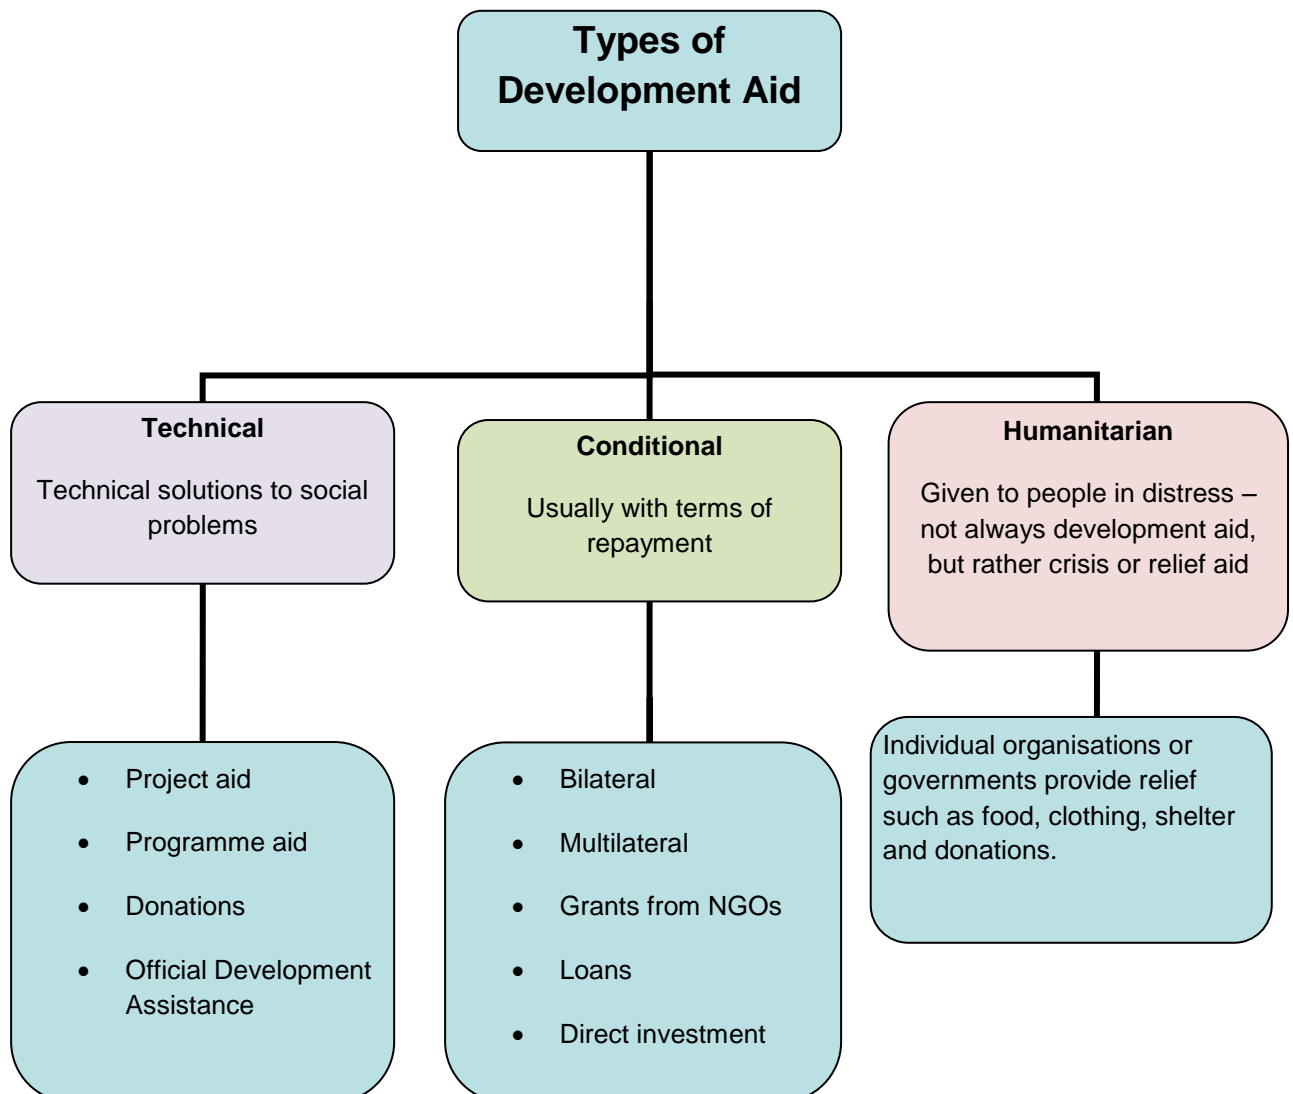 Types of
Development Aid
Technical
Technical solutions to social
problems
Conditional
Usually with terms of
repayment
Humanitarian
Given to people in distress –
not always development aid,
but rather crisis or relief aid
• Project aid
• Programme aid
• Donations
• Official Development
Assistance
• Bilateral
• Multilateral
• Grants from NGOs
• Loans
• Direct investment
Individual organisations or
governments provide relief
such as food, clothing, shelter
and donations.